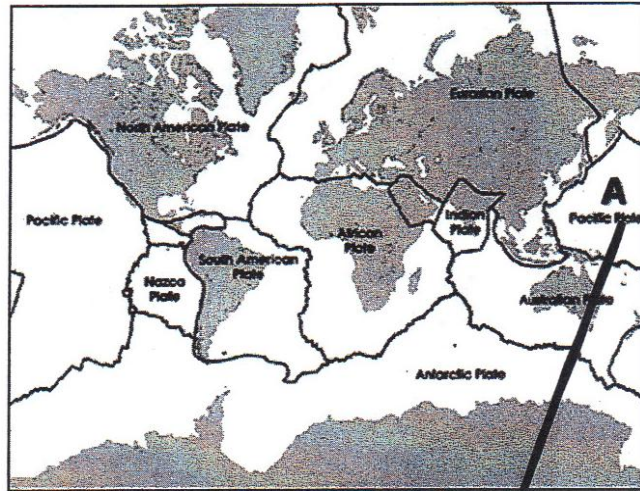 Eurasian Plate
North American Plate
A
Pacific Plate
African
Plate
Indian
Plate
Pacific Plate
South American
Plate
Nazca
Plate
Australian Plate
Antarctic Plate